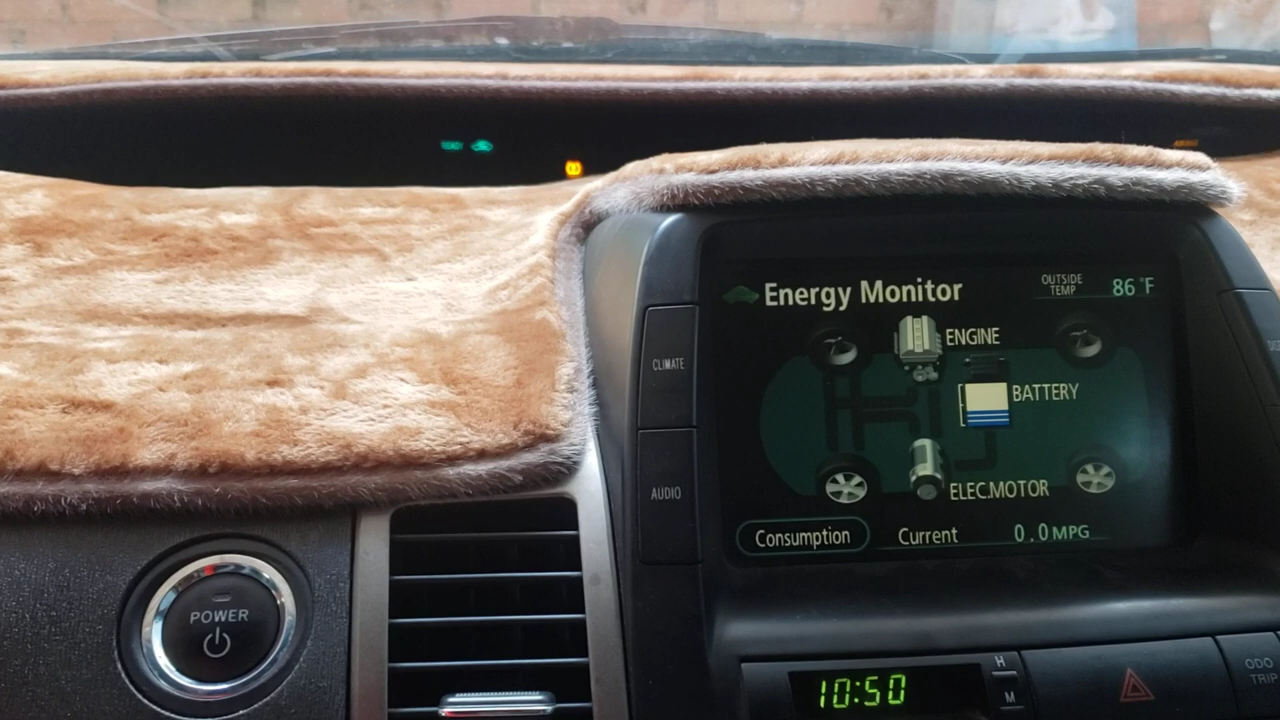 READY
Energy Monitor
OUTSIDE
TEMP
86°F
ENGINE
BATTERY
ELEC.MOTOR
Consumption
Current
0.0 MPG
CLIMATE
AUDIO
POWER
10:50
H
M
ODO
TRIP